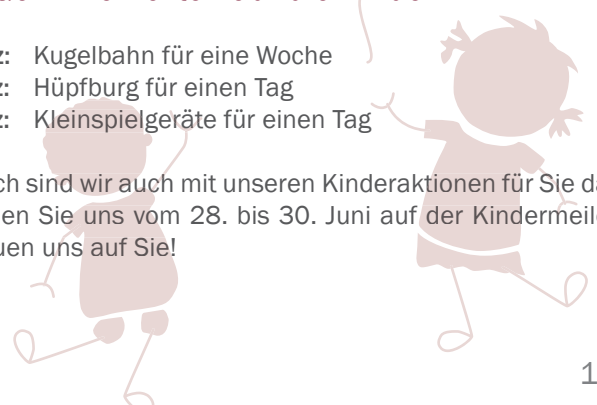 z: Kugelbahn für eine Woche
z: Hüpfburg für einen Tag
z: Kleinspielgeräte für einen Tag
ch sind wir auch mit unseren Kinderaktionen für Sie da
en Sie uns vom 28. bis 30. Juni auf der Kindermeile
uen uns auf Sie!
1